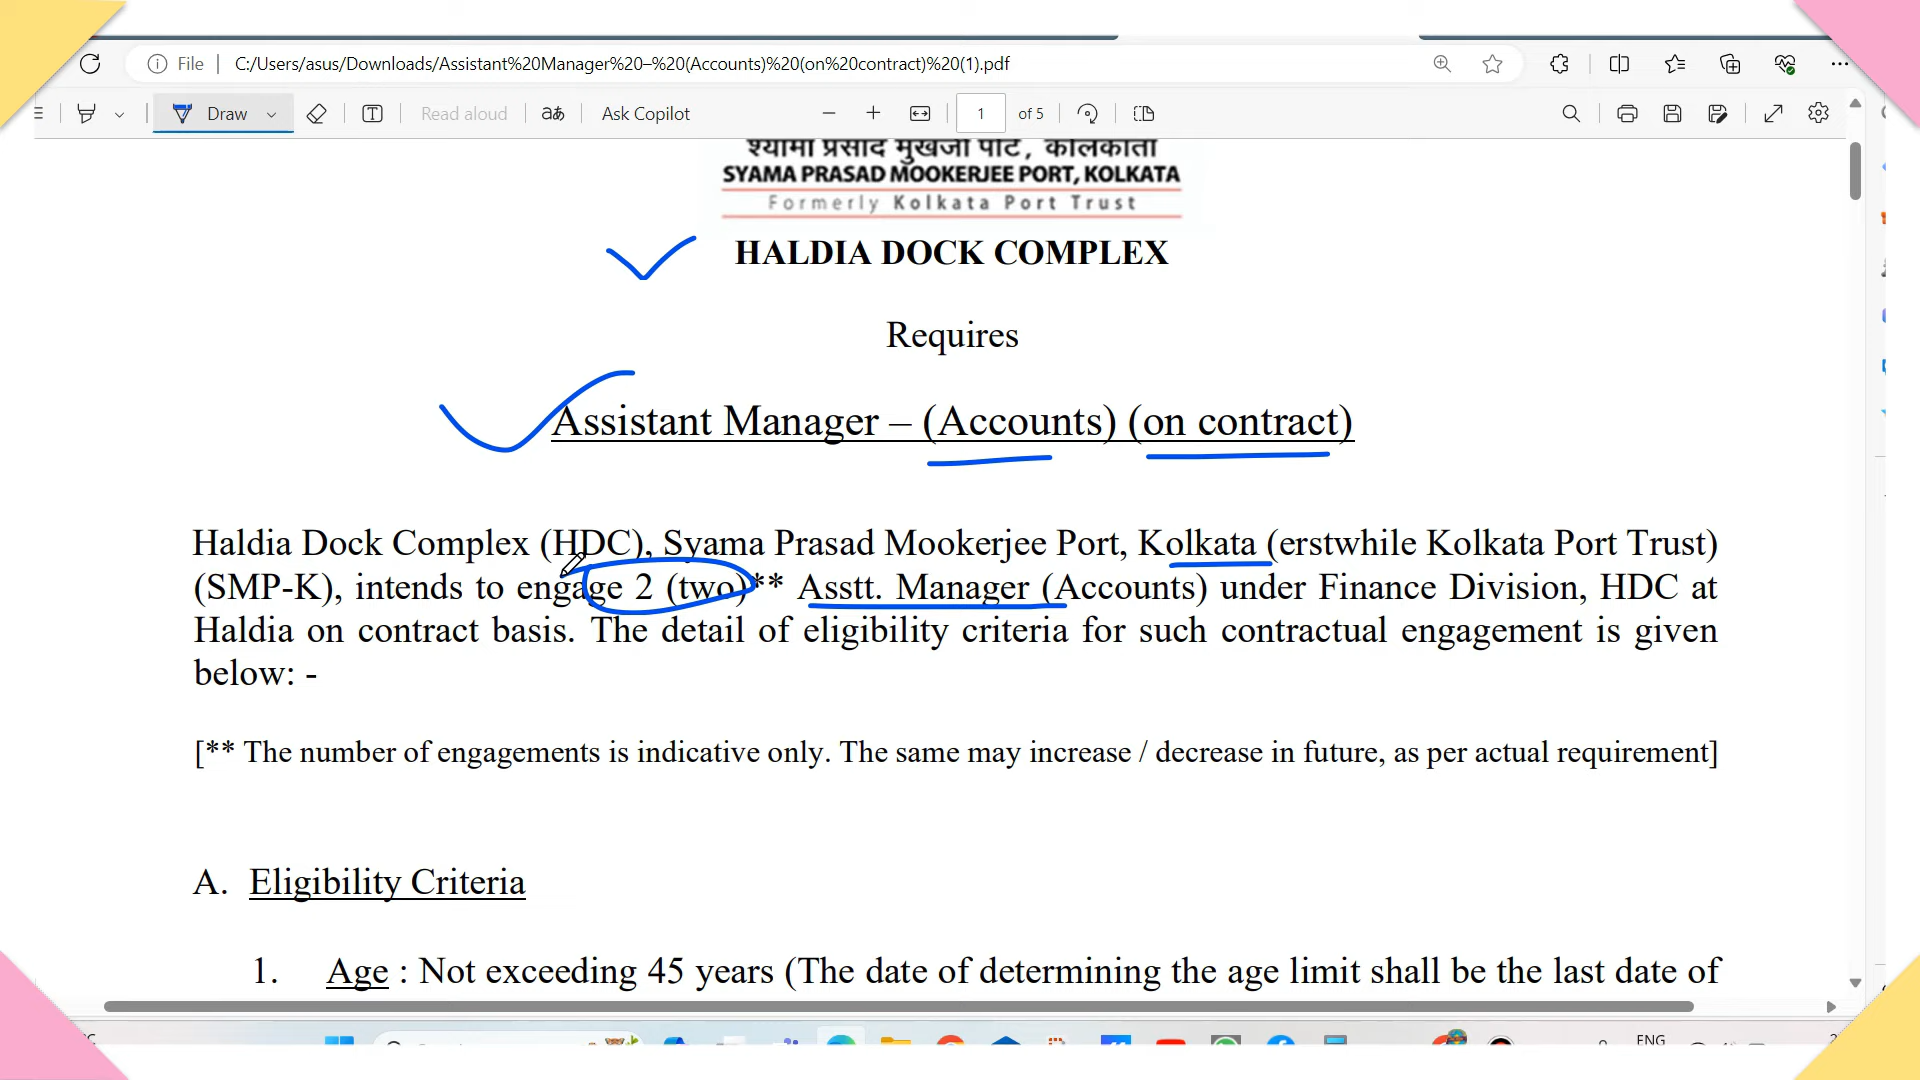 File
C:/Users/asus/Downloads/Assistant%20Manager%20–%20(Accounts)%20(on%20contract)%20(1).pdf
Draw
Read aloud
aあ
Ask Copilot
1 of 5
श्यामा प्रसाद मुखर्जी पोर्ट, कोलकाता
SYAMA PRASAD MOOKERJEE PORT, KOLKATA
Formerly Kolkata Port Trust
HALDIA DOCK COMPLEX
Requires
Assistant Manager – (Accounts) (on contract)
Haldia Dock Complex (HDC), Syama Prasad Mookerjee Port, Kolkata (erstwhile Kolkata Port Trust)
(SMP-K), intends to engage 2 (two)** Asstt. Manager (Accounts) under Finance Division, HDC at
Haldia on contract basis. The detail of eligibility criteria for such contractual engagement is given
below: -
[** The number of engagements is indicative only. The same may increase / decrease in future, as per actual requirement]
A. Eligibility Criteria
1. Age : Not exceeding 45 years (The date of determining the age limit shall be the last date of
ENG